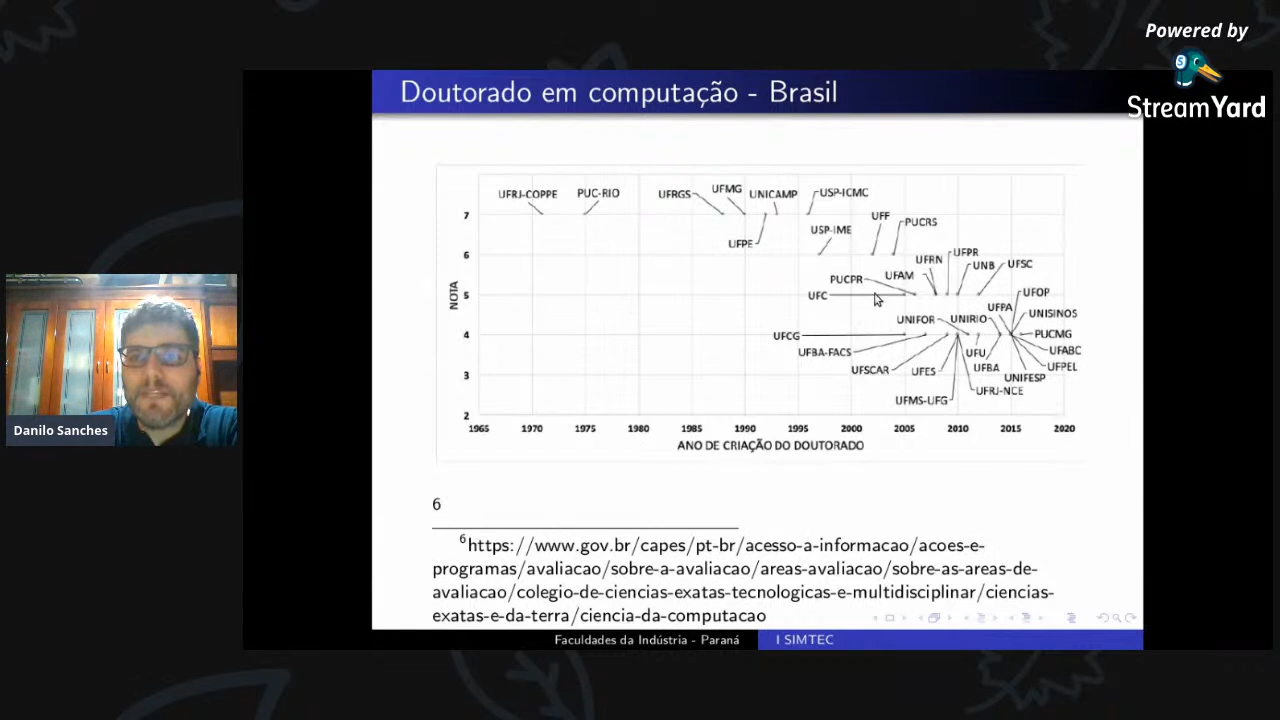 Powered by
StreamYard
Doutorado em computação - Brasil
UFRJ-COPPE
PUC-RIO
UFRGS
UFMG
UNICAMP
USP-ICMC
UFPE
USP-IME
UFF
PUCRS
UFRN
UFPR
UNB
UFSC
PUCPR
UFAM
UFC
UFPA
UFOP
UNIFOR
UNIRIO
UNISINOS
UFCG
PUCMG
UFBA-FACS
UFU
UFABC
UFSCAR
UFES
UFBA
UFPEL
UNIFESP
UFRJ-NCE
UFMS-UFG
NOTA
7
6
5
4
3
2
1965 1970 1975 1980 1985 1990 1995 2000 2005 2010 2015 2020
ANO DE CRIAÇÃO DO DOUTORADO
Danilo Sanches
6
6https://www.gov.br/capes/pt-br/acesso-a-informacao/acoes-e-
programas/avaliacao/sobre-a-avaliacao/areas-avaliacao/sobre-as-areas-de-
avaliacao/colegio-de-ciencias-exatas-tecnologicas-e-multidisciplinar/ciencias-
exatas-e-da-terra/ciencia-da-computacao
Faculdades da Indústria - Paraná
I SIMTEC